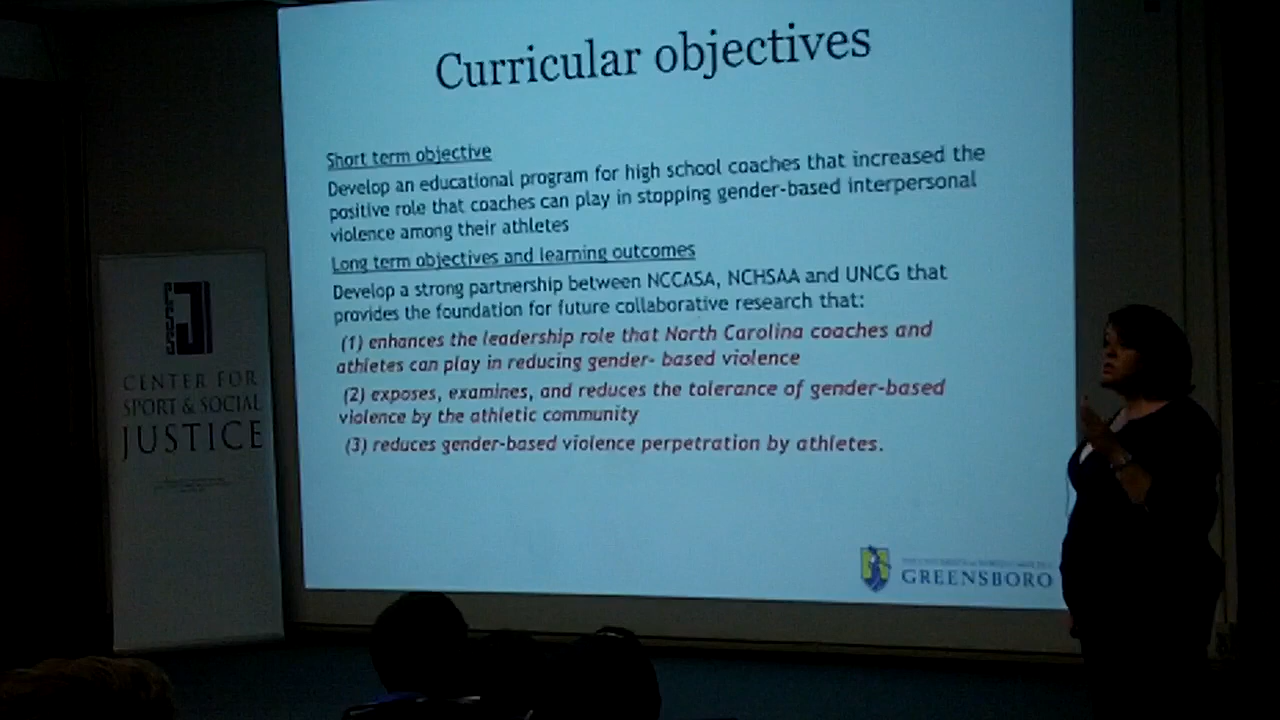 Curricular objectives
Short term objective
Develop an educational program for high school coaches that increased the
positive role that coaches can play in stopping gender-based interpersonal
violence among their athletes
Long term objectives and learning outcomes
Develop a strong partnership between NCCASA, NCHSAA and UNCG that
provides the foundation for future collaborative research that:
(1) enhances the leadership role that North Carolina coaches and
athletes can play in reducing gender- based violence
(2) exposes, examines, and reduces the tolerance of gender-based
violence by the athletic community
(3) reduces gender-based violence perpetration by athletes.
GREENSBORO
J
CENTER FOR
SPORT & SOCIAL
JUSTICE